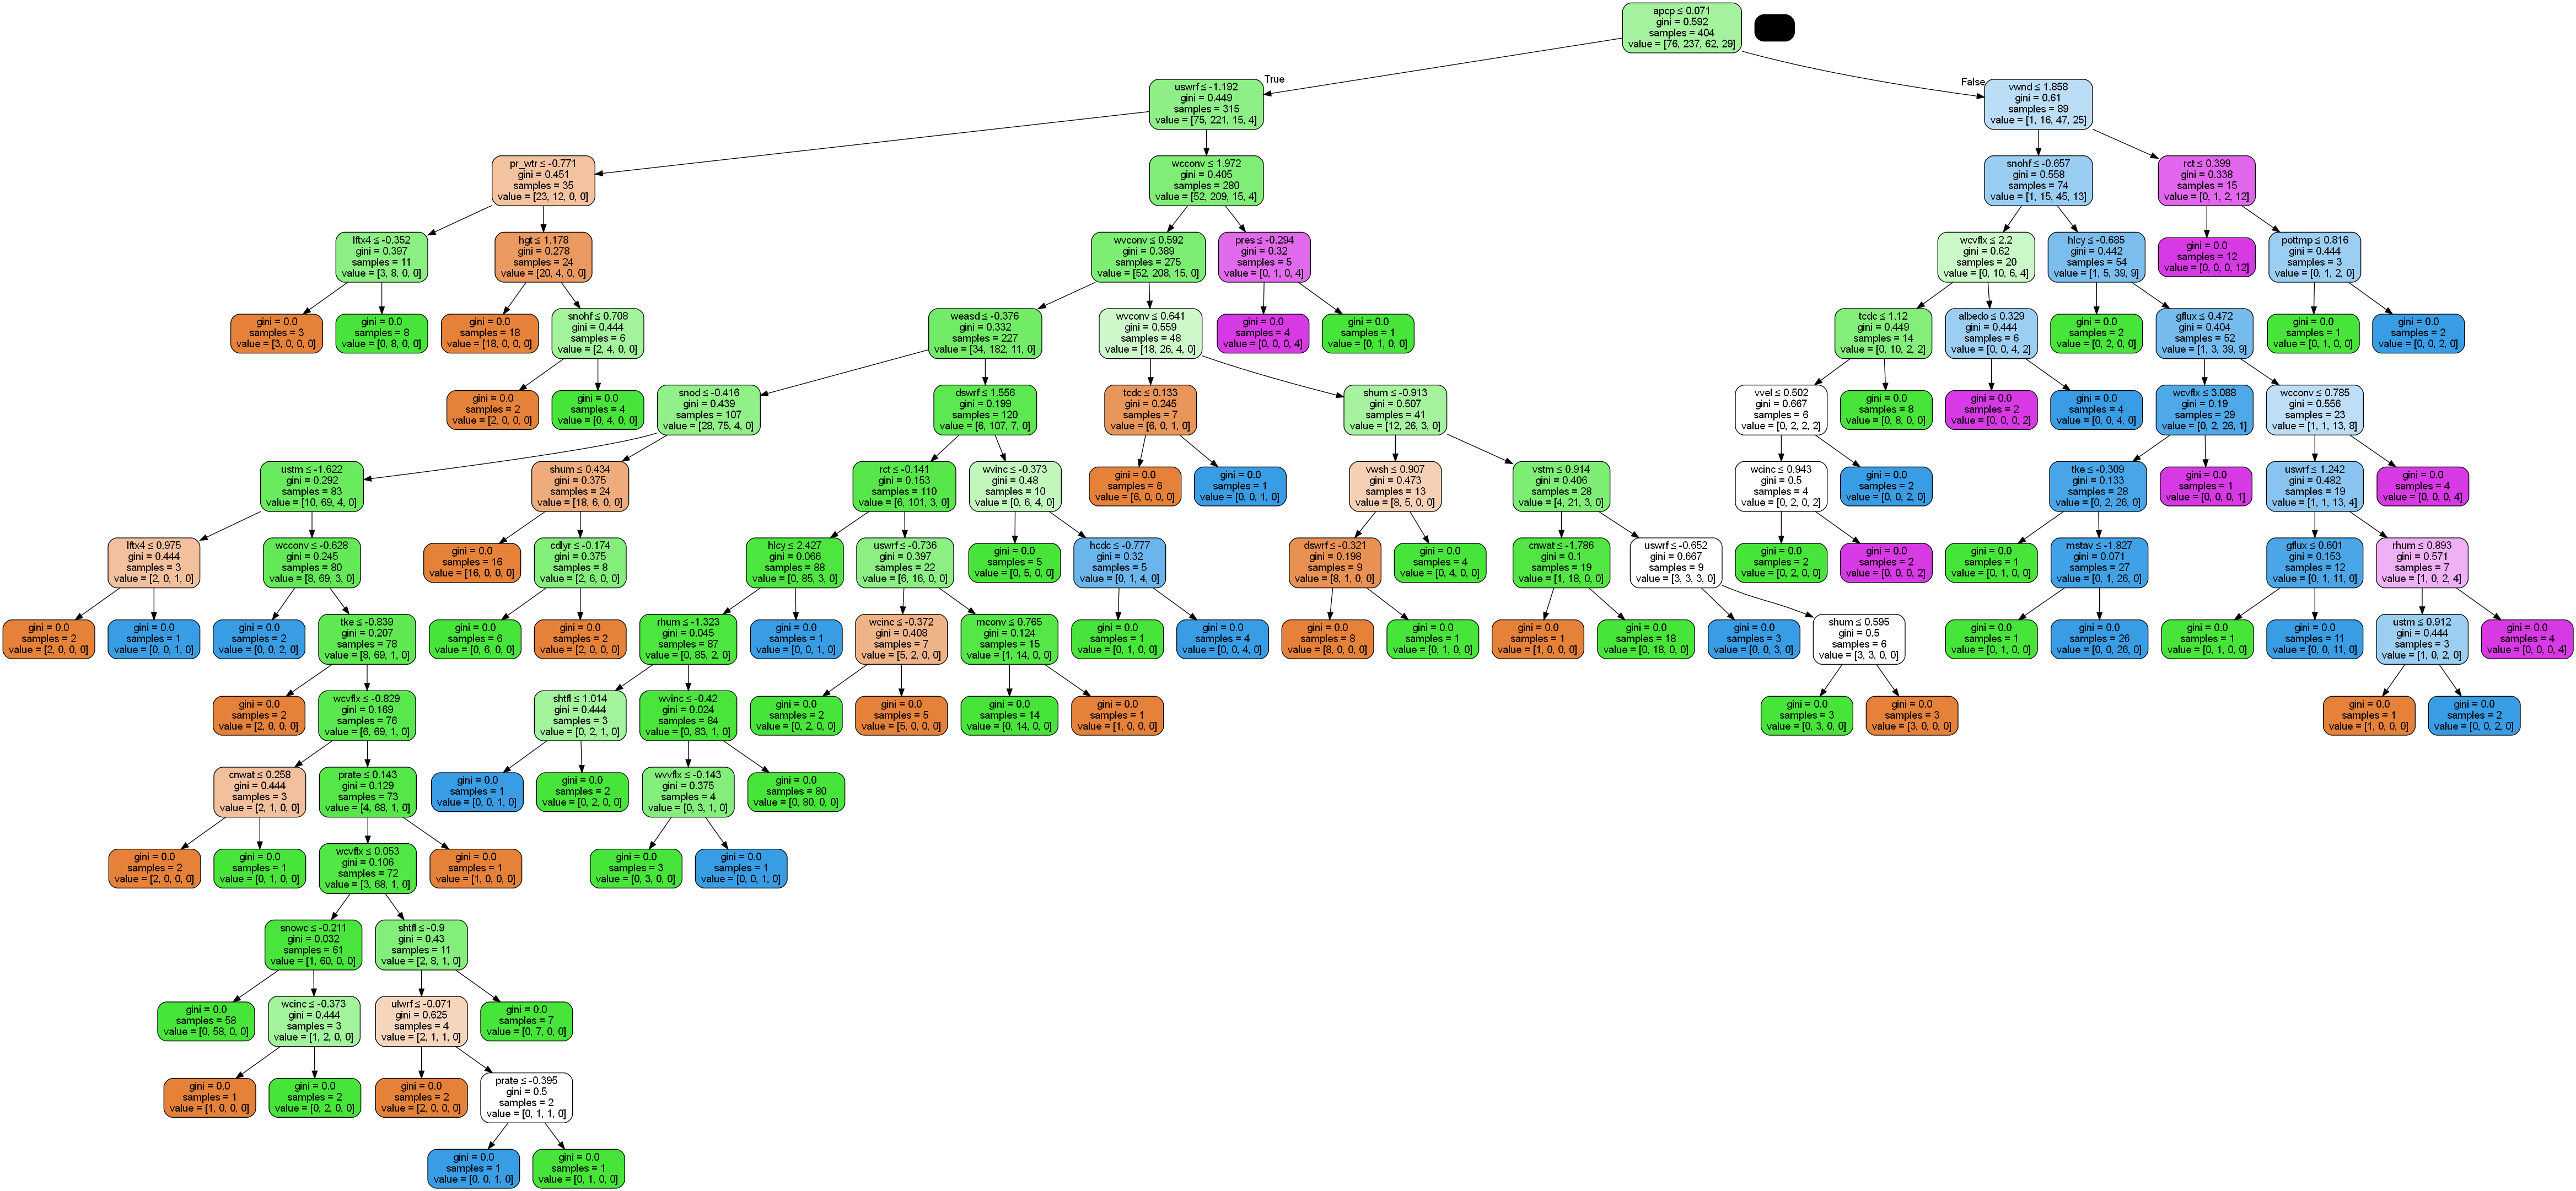 apcp ≤ 0.071
gini = 0.592
samples = 404
value = [76, 237, 62, 29]
True
False
uswrf ≤ -1.192
gini = 0.449
samples = 315
value = [75, 221, 15, 4]
vwnd ≤ 1.858
gini = 0.61
samples = 89
value = [1, 16, 47, 25]
pr_wtr ≤ -0.771
gini = 0.451
samples = 35
value = [23, 12, 0, 0]
wcconv ≤ 1.972
gini = 0.405
samples = 280
value = [52, 209, 15, 4]
snohf ≤ -0.657
gini = 0.558
samples = 74
value = [1, 15, 45, 13]
rct ≤ 0.399
gini = 0.338
samples = 15
value = [0, 1, 2, 12]
lftx4 ≤ -0.352
gini = 0.397
samples = 11
value = [3, 8, 0, 0]
hgt ≤ 1.178
gini = 0.278
samples = 24
value = [20, 4, 0, 0]
wvconv ≤ 0.592
gini = 0.389
samples = 275
value = [52, 208, 15, 0]
pres ≤ -0.294
gini = 0.32
samples = 5
value = [0, 1, 0, 4]
wcvflx ≤ 2.2
gini = 0.62
samples = 20
value = [0, 10, 6, 4]
hlcy ≤ -0.685
gini = 0.442
samples = 54
value = [1, 5, 39, 9]
gini = 0.0
samples = 12
value = [0, 0, 0, 12]
pottmp ≤ 0.816
gini = 0.444
samples = 3
value = [0, 1, 2, 0]
gini = 0.0
samples = 3
value = [3, 0, 0, 0]
gini = 0.0
samples = 8
value = [0, 8, 0, 0]
gini = 0.0
samples = 18
value = [18, 0, 0, 0]
snohf ≤ 0.708
gini = 0.444
samples = 6
value = [2, 4, 0, 0]
weasd ≤ -0.376
gini = 0.332
samples = 227
value = [34, 182, 11, 0]
wvconv ≤ 0.641
gini = 0.559
samples = 48
value = [18, 26, 4, 0]
gini = 0.0
samples = 4
value = [0, 0, 0, 4]
gini = 0.0
samples = 1
value = [0, 1, 0, 0]
tcdc ≤ 1.12
gini = 0.449
samples = 14
value = [0, 10, 2, 2]
albedo ≤ 0.329
gini = 0.444
samples = 6
value = [0, 0, 4, 2]
gini = 0.0
samples = 2
value = [0, 2, 0, 0]
gflux ≤ 0.472
gini = 0.404
samples = 52
value = [1, 3, 39, 9]
gini = 0.0
samples = 1
value = [0, 1, 0, 0]
gini = 0.0
samples = 2
value = [0, 0, 2, 0]
gini = 0.0
samples = 2
value = [2, 0, 0, 0]
gini = 0.0
samples = 4
value = [0, 4, 0, 0]
snod ≤ -0.416
gini = 0.439
samples = 107
value = [28, 75, 4, 0]
dswrf ≤ 1.556
gini = 0.199
samples = 120
value = [6, 107, 7, 0]
tcdc ≤ 0.133
gini = 0.245
samples = 7
value = [6, 0, 1, 0]
shum ≤ -0.913
gini = 0.507
samples = 41
value = [12, 26, 3, 0]
vvel ≤ 0.502
gini = 0.667
samples = 6
value = [0, 2, 2, 2]
gini = 0.0
samples = 8
value = [0, 8, 0, 0]
gini = 0.0
samples = 2
value = [0, 0, 0, 2]
gini = 0.0
samples = 4
value = [0, 0, 4, 0]
wcvflx ≤ 3.088
gini = 0.19
samples = 29
value = [0, 2, 26, 1]
wcconv ≤ 0.785
gini = 0.556
samples = 23
value = [1, 1, 13, 8]
ustm ≤ -1.622
gini = 0.292
samples = 83
value = [10, 69, 4, 0]
shum ≤ 0.434
gini = 0.375
samples = 24
value = [18, 6, 0, 0]
rct ≤ -0.141
gini = 0.153
samples = 110
value = [6, 101, 3, 0]
wvinc ≤ -0.373
gini = 0.48
samples = 10
value = [0, 6, 4, 0]
gini = 0.0
samples = 6
value = [6, 0, 0, 0]
gini = 0.0
samples = 1
value = [0, 0, 1, 0]
vwsh ≤ 0.907
gini = 0.473
samples = 13
value = [8, 5, 0, 0]
vstm ≤ 0.914
gini = 0.406
samples = 28
value = [4, 21, 3, 0]
wcinc ≤ 0.943
gini = 0.5
samples = 4
value = [0, 2, 0, 2]
gini = 0.0
samples = 2
value = [0, 0, 2, 0]
tke ≤ -0.309
gini = 0.133
samples = 28
value = [0, 2, 26, 0]
gini = 0.0
samples = 1
value = [0, 0, 0, 1]
uswrf ≤ 1.242
gini = 0.482
samples = 19
value = [1, 1, 13, 4]
gini = 0.0
samples = 4
value = [0, 0, 0, 4]
lftx4 ≤ 0.975
gini = 0.444
samples = 3
value = [2, 0, 1, 0]
wcconv ≤ -0.628
gini = 0.245
samples = 80
value = [8, 69, 3, 0]
gini = 0.0
samples = 16
value = [16, 0, 0, 0]
cdlyr ≤ -0.174
gini = 0.375
samples = 8
value = [2, 6, 0, 0]
hlcy ≤ 2.427
gini = 0.066
samples = 88
value = [0, 85, 3, 0]
uswrf ≤ -0.736
gini = 0.397
samples = 22
value = [6, 16, 0, 0]
gini = 0.0
samples = 5
value = [0, 5, 0, 0]
hcdc ≤ -0.777
gini = 0.32
samples = 5
value = [0, 1, 4, 0]
dswrf ≤ -0.321
gini = 0.198
samples = 9
value = [8, 1, 0, 0]
gini = 0.0
samples = 4
value = [0, 4, 0, 0]
cnwat ≤ -1.786
gini = 0.1
samples = 19
value = [1, 18, 0, 0]
uswrf ≤ -0.652
gini = 0.667
samples = 9
value = [3, 3, 3, 0]
gini = 0.0
samples = 2
value = [0, 2, 0, 0]
gini = 0.0
samples = 2
value = [0, 0, 0, 2]
gini = 0.0
samples = 1
value = [0, 1, 0, 0]
mstav ≤ -1.827
gini = 0.071
samples = 27
value = [0, 1, 26, 0]
gflux ≤ 0.601
gini = 0.153
samples = 12
value = [0, 1, 11, 0]
rhum ≤ 0.893
gini = 0.571
samples = 7
value = [1, 0, 2, 4]
gini = 0.0
samples = 2
value = [2, 0, 0, 0]
gini = 0.0
samples = 1
value = [0, 0, 1, 0]
gini = 0.0
samples = 2
value = [0, 0, 2, 0]
tke ≤ -0.839
gini = 0.207
samples = 78
value = [8, 69, 1, 0]
gini = 0.0
samples = 6
value = [0, 6, 0, 0]
gini = 0.0
samples = 2
value = [2, 0, 0, 0]
rhum ≤ -1.323
gini = 0.045
samples = 87
value = [0, 85, 2, 0]
gini = 0.0
samples = 1
value = [0, 0, 1, 0]
wcinc ≤ -0.372
gini = 0.408
samples = 7
value = [5, 2, 0, 0]
mconv ≤ 0.765
gini = 0.124
samples = 15
value = [1, 14, 0, 0]
gini = 0.0
samples = 1
value = [0, 1, 0, 0]
gini = 0.0
samples = 4
value = [0, 0, 4, 0]
gini = 0.0
samples = 8
value = [8, 0, 0, 0]
gini = 0.0
samples = 1
value = [0, 1, 0, 0]
gini = 0.0
samples = 1
value = [1, 0, 0, 0]
gini = 0.0
samples = 18
value = [0, 18, 0, 0]
gini = 0.0
samples = 3
value = [0, 0, 3, 0]
shum ≤ 0.595
gini = 0.5
samples = 6
value = [3, 3, 0, 0]
gini = 0.0
samples = 1
value = [0, 1, 0, 0]
gini = 0.0
samples = 26
value = [0, 0, 26, 0]
gini = 0.0
samples = 1
value = [0, 1, 0, 0]
gini = 0.0
samples = 11
value = [0, 0, 11, 0]
ustm ≤ 0.912
gini = 0.444
samples = 3
value = [1, 0, 2, 0]
gini = 0.0
samples = 4
value = [0, 0, 0, 4]
gini = 0.0
samples = 2
value = [2, 0, 0, 0]
wcvflx ≤ -0.829
gini = 0.169
samples = 76
value = [6, 69, 1, 0]
shtfl ≤ 1.014
gini = 0.444
samples = 3
value = [0, 2, 1, 0]
wvinc ≤ -0.42
gini = 0.024
samples = 84
value = [0, 83, 1, 0]
gini = 0.0
samples = 2
value = [0, 2, 0, 0]
gini = 0.0
samples = 5
value = [5, 0, 0, 0]
gini = 0.0
samples = 14
value = [0, 14, 0, 0]
gini = 0.0
samples = 1
value = [1, 0, 0, 0]
gini = 0.0
samples = 3
value = [0, 3, 0, 0]
gini = 0.0
samples = 3
value = [3, 0, 0, 0]
gini = 0.0
samples = 1
value = [1, 0, 0, 0]
gini = 0.0
samples = 2
value = [0, 0, 2, 0]
cnwat ≤ 0.258
gini = 0.444
samples = 3
value = [2, 1, 0, 0]
prate ≤ 0.143
gini = 0.129
samples = 73
value = [4, 68, 1, 0]
gini = 0.0
samples = 1
value = [0, 0, 1, 0]
gini = 0.0
samples = 2
value = [0, 2, 0, 0]
wvvflx ≤ -0.143
gini = 0.375
samples = 4
value = [0, 3, 1, 0]
gini = 0.0
samples = 80
value = [0, 80, 0, 0]
gini = 0.0
samples = 2
value = [2, 0, 0, 0]
gini = 0.0
samples = 1
value = [0, 1, 0, 0]
wcvflx ≤ 0.053
gini = 0.106
samples = 72
value = [3, 68, 1, 0]
gini = 0.0
samples = 1
value = [1, 0, 0, 0]
gini = 0.0
samples = 3
value = [0, 3, 0, 0]
gini = 0.0
samples = 1
value = [0, 0, 1, 0]
snowc ≤ -0.211
gini = 0.032
samples = 61
value = [1, 60, 0, 0]
shtfl ≤ -0.9
gini = 0.43
samples = 11
value = [2, 8, 1, 0]
gini = 0.0
samples = 58
value = [0, 58, 0, 0]
wcinc ≤ -0.373
gini = 0.444
samples = 3
value = [1, 2, 0, 0]
ulwrf ≤ -0.071
gini = 0.625
samples = 4
value = [2, 1, 1, 0]
gini = 0.0
samples = 7
value = [0, 7, 0, 0]
gini = 0.0
samples = 1
value = [1, 0, 0, 0]
gini = 0.0
samples = 2
value = [0, 2, 0, 0]
gini = 0.0
samples = 2
value = [2, 0, 0, 0]
prate ≤ -0.395
gini = 0.5
samples = 2
value = [0, 1, 1, 0]
gini = 0.0
samples = 1
value = [0, 0, 1, 0]
gini = 0.0
samples = 1
value = [0, 1, 0, 0]